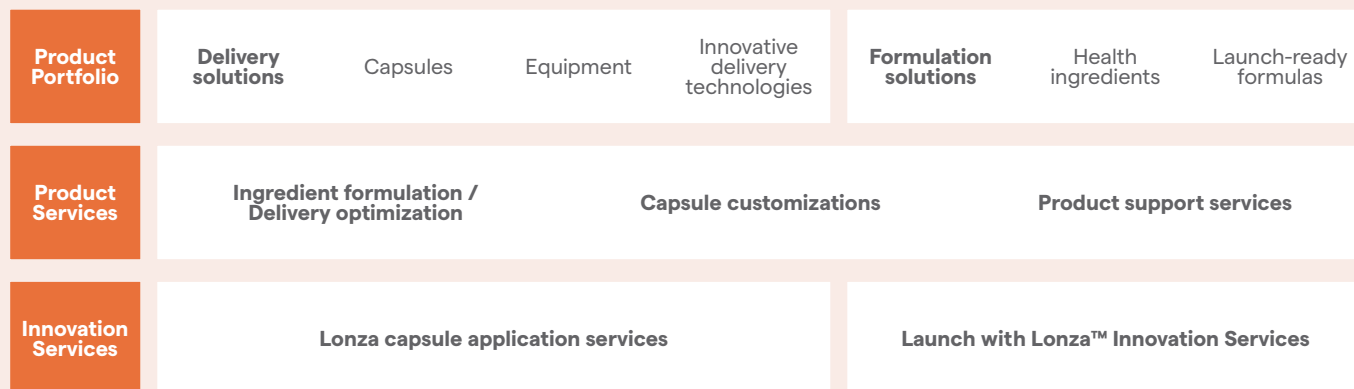 Product
Portfolio
Delivery
solutions
Capsules
Equipment
Innovative
delivery
technologies
Formulation
solutions
Health
ingredients
Launch-ready
formulas
Product
Services
Ingredient formulation /
Delivery optimization
Capsule customizations
Product support services
Innovation
Services
Lonza capsule application services
Launch with Lonza™ Innovation Services